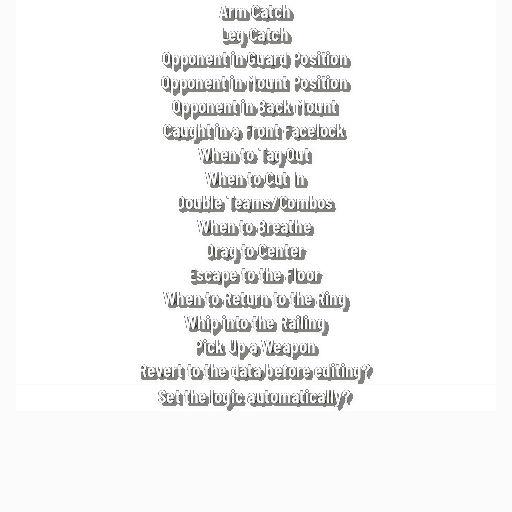 Arm Catch
Leg Catch
Opponent in Guard Position
Opponent in Mount Position
Opponent in Back Mount
Caught in a Front Facelock
When to Tag Out
When to Cut In
Double Teams/Combos
When to Breathe
Drag to Center
Escape to the Floor
When to Return to the Ring
Whip into the Railing
Pick Up a Weapon
Revert to the data before editing?
Set the logic automatically?